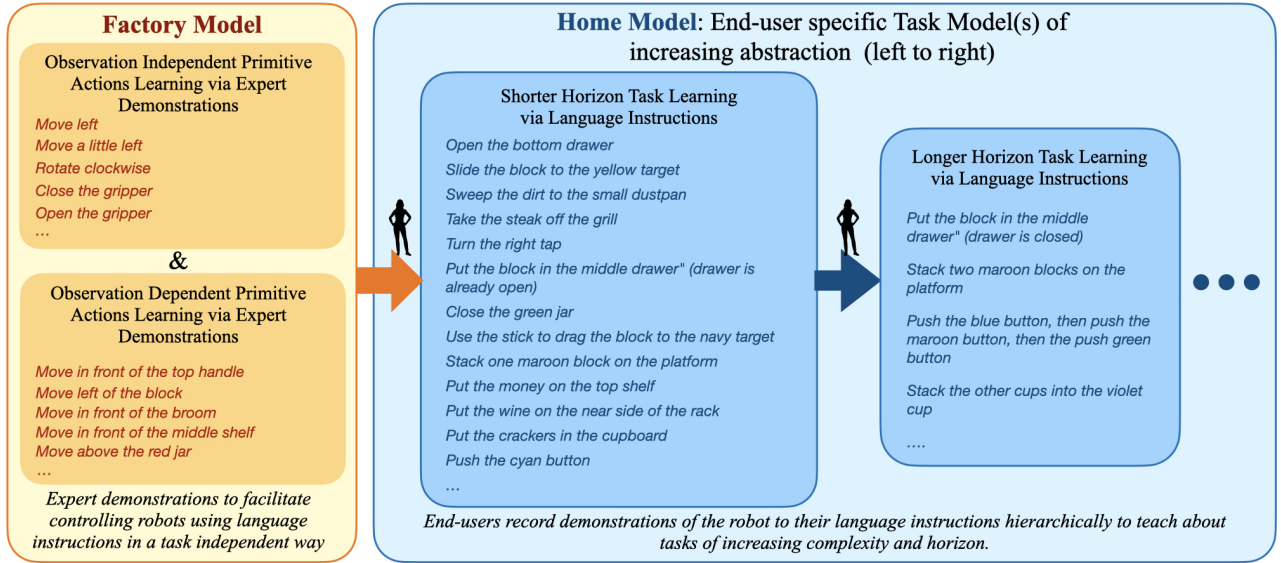 Factory Model
Observation Independent Primitive
Actions Learning via Expert
Demonstrations
Move left
Move a little left
Rotate clockwise
Close the gripper
Open the gripper
...
&
Observation Dependent Primitive
Actions Learning via Expert
Demonstrations
Move in front of the top handle
Move left of the block
Move in front of the broom
Move in front of the middle shelf
Move above the red jar
...
Expert demonstrations to facilitate
controlling robots using language
instructions in a task independent way
Home Model: End-user specific Task Model(s) of
increasing abstraction (left to right)
Shorter Horizon Task Learning
via Language Instructions
Open the bottom drawer
Slide the block to the yellow target
Sweep the dirt to the small dustpan
Take the steak off the grill
Turn the right tap
Put the block in the middle drawer" (drawer is
already open)
Close the green jar
Use the stick to drag the block to the navy target
Stack one maroon block on the platform
Put the money on the top shelf
Put the wine on the near side of the rack
Put the crackers in the cupboard
Push the cyan button
...
Longer Horizon Task Learning
via Language Instructions
Put the block in the middle
drawer" (drawer is closed)
Stack two maroon blocks on the
platform
Push the blue button, then push the
maroon button, then the push green
button
Stack the other cups into the violet
cup
....
End-users record demonstrations of the robot to their language instructions hierarchically to teach about
tasks of increasing complexity and horizon.